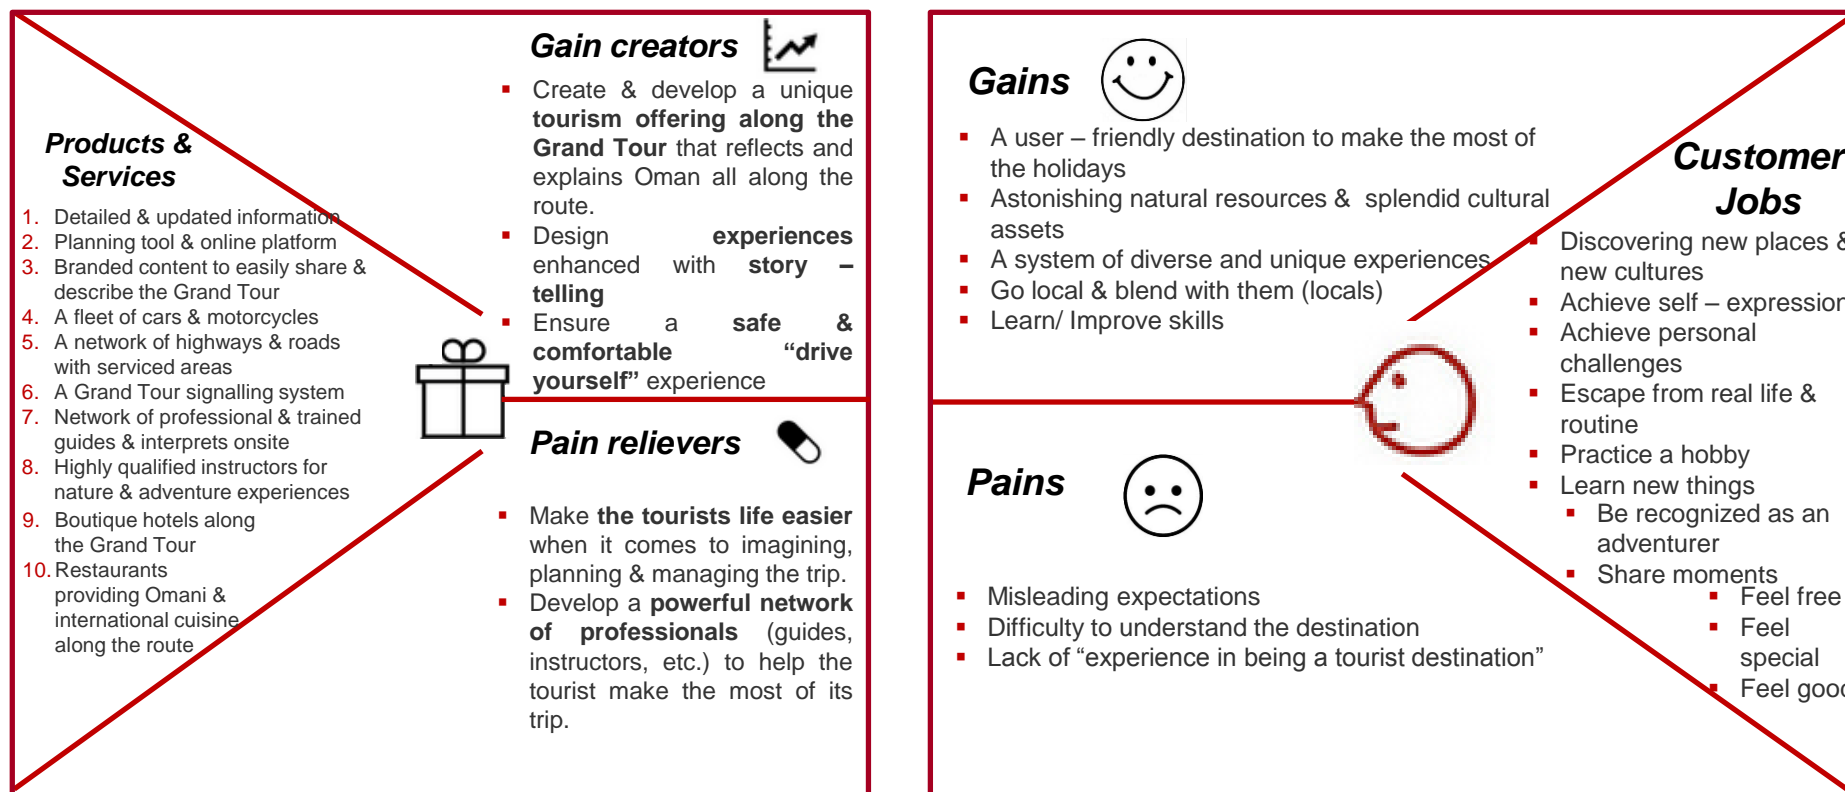 Products &
Services
1. Detailed & updated information
2. Planning tool & online platform
3. Branded content to easily share &
describe the Grand Tour
4. A fleet of cars & motorcycles
5. A network of highways & roads
with serviced areas
6. A Grand Tour signalling system
7. Network of professional & trained
guides & interprets onsite
8. Highly qualified instructors for
nature & adventure experiences
9. Boutique hotels along
the Grand Tour
10. Restaurants
providing Omani &
international cuisine
along the route
Gain creators
▪ Create & develop a unique
tourism offering along the
Grand Tour that reflects and
explains Oman all along the
route.
▪ Design experiences
enhanced with story –
telling
▪ Ensure a safe &
comfortable “drive
yourself” experience
Pain relievers
▪ Make the tourists life easier
when it comes to imagining,
planning & managing the trip.
▪ Develop a powerful network
of professionals (guides,
instructors, etc.) to help the
tourist make the most of its
trip.
Gains
▪ A user – friendly destination to make the most of
the holidays
▪ Astonishing natural resources & splendid cultural
assets
▪ A system of diverse and unique experiences
▪ Go local & blend with them (locals)
▪ Learn/ Improve skills
Pains
▪ Misleading expectations
▪ Difficulty to understand the destination
▪ Lack of “experience in being a tourist destination”
Customer
Jobs
▪ Discovering new places &
new cultures
▪ Achieve self – expression
▪ Achieve personal
challenges
▪ Escape from real life &
routine
▪ Practice a hobby
▪ Learn new things
▪ Be recognized as an
adventurer
▪ Share moments
▪ Feel free
▪ Feel
special
▪ Feel good